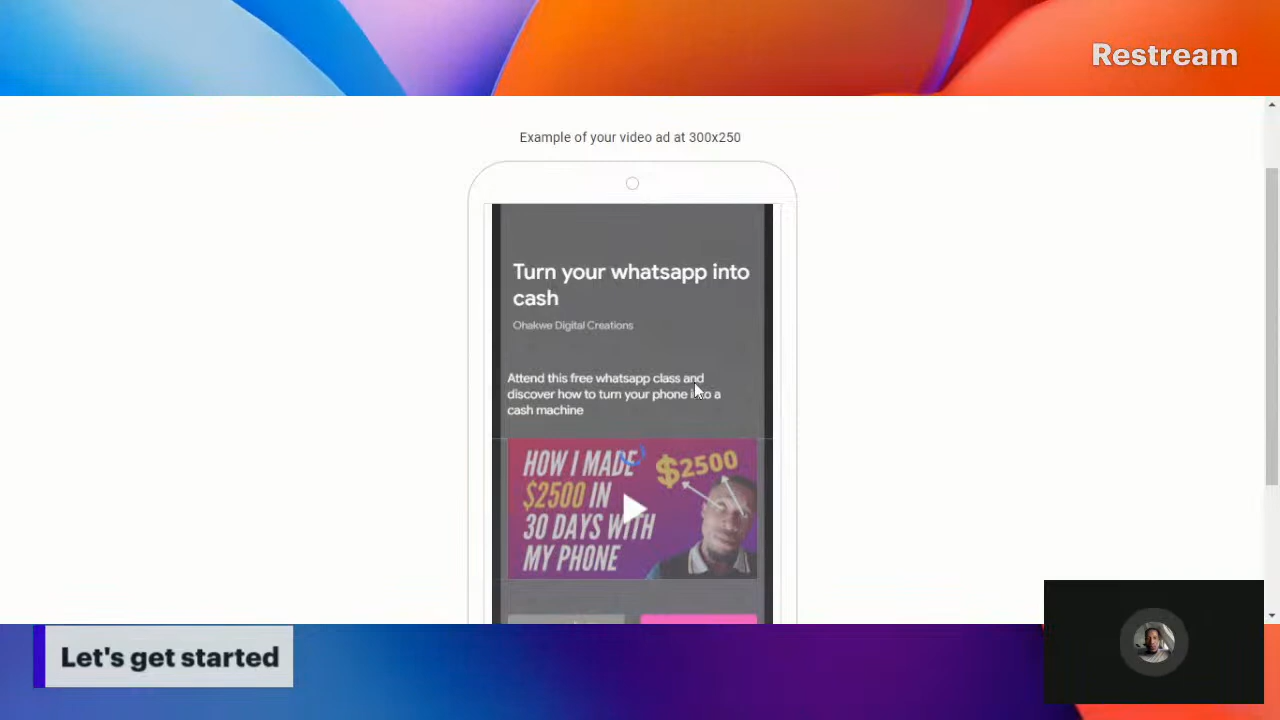 Restream
Example of your video ad at 300x250
Turn your whatsapp into
cash
Ohakwe Digital Creations
Attend this free whatsapp class and
discover how to turn your phone into a
cash machine
HOW I MADE
$2500 IN
30 DAYS WITH
MY PHONE
$2500
Let's get started